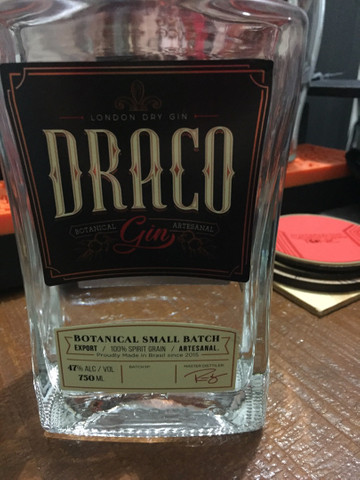 LONDON DRY GIN
DRACO
BOTANICAL Gin ARTESANAL
BOTANICAL SMALL BATCH
EXPORT / 100% SPIRIT GRAIN / ARTESANAL.
Proudly Made in Brasil since 2015
47% ALC / VOL
750 ML